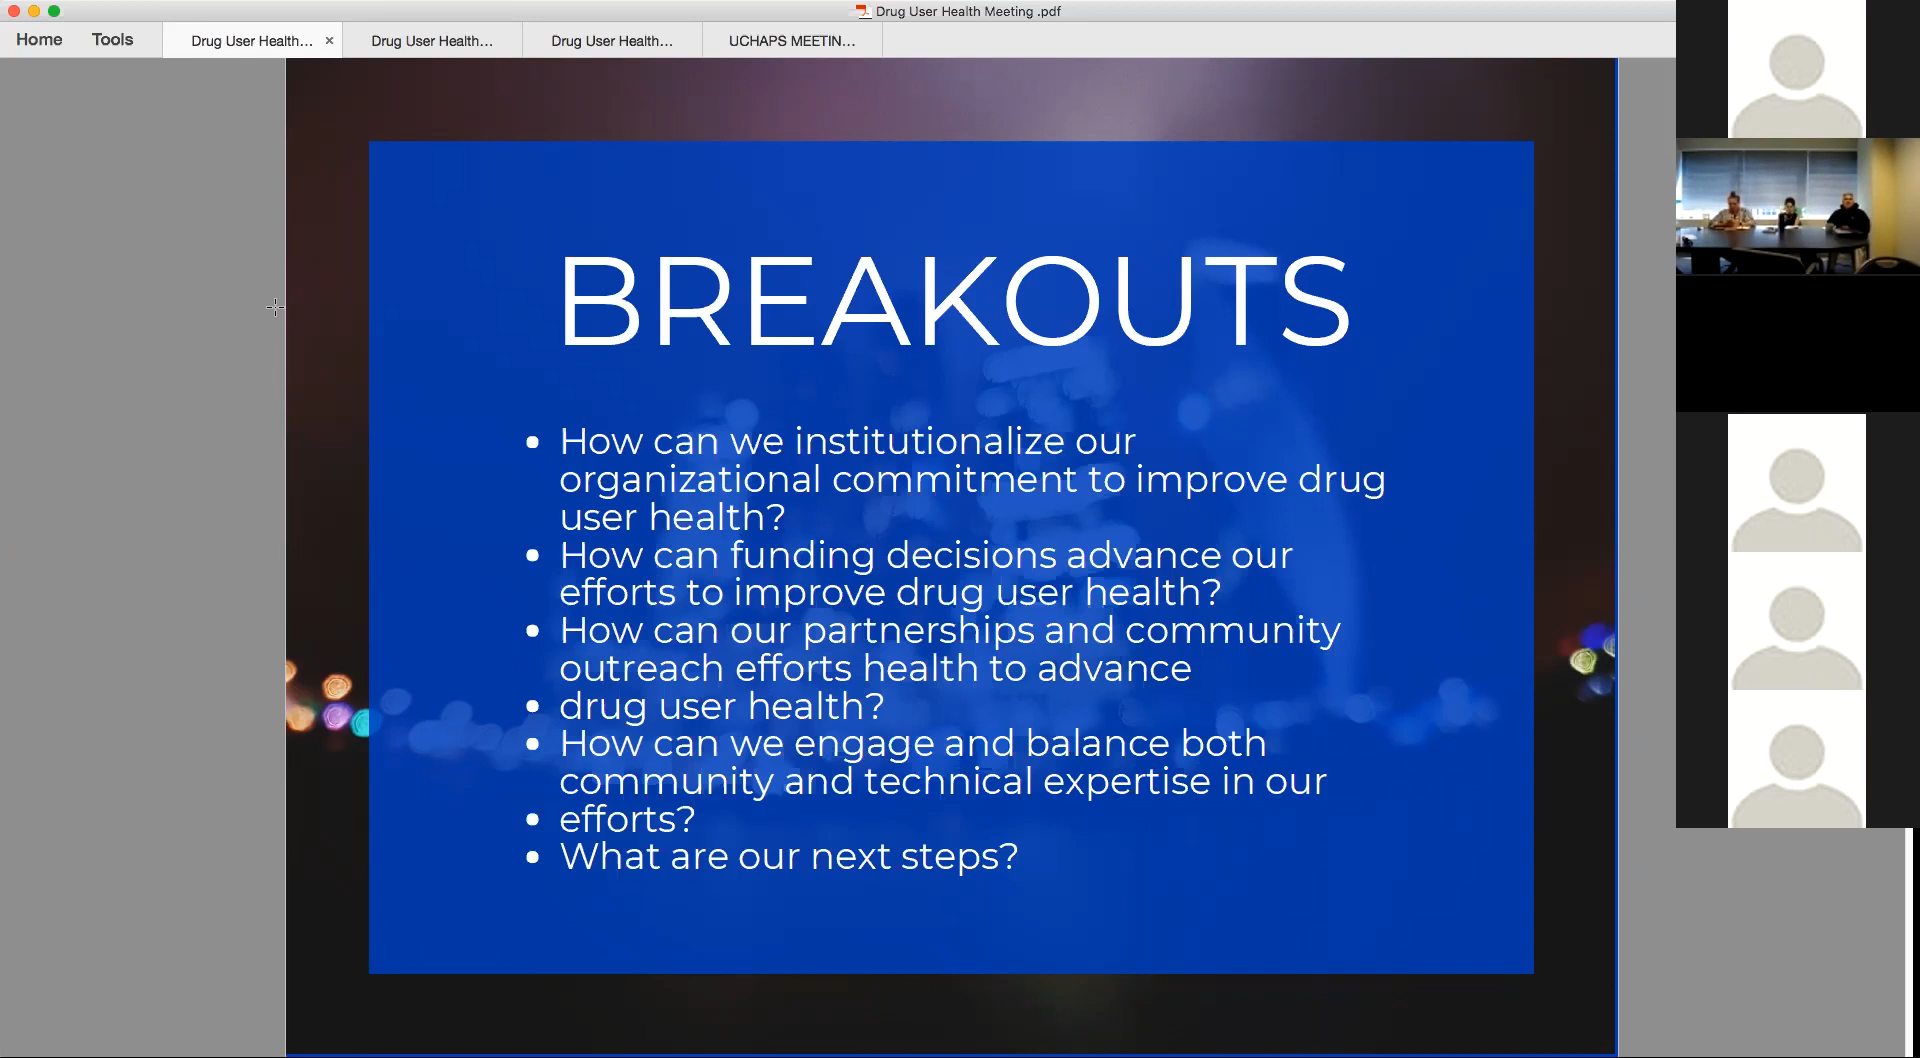 Drug User Health Meeting .pdf
Home Tools Drug User Health... × Drug User Health... Drug User Health... UCHAPS MEETIN...
BREAKOUTS
• How can we institutionalize our
organizational commitment to improve drug
user health?
• How can funding decisions advance our
efforts to improve drug user health?
• How can our partnerships and community
outreach efforts health to advance
• drug user health?
• How can we engage and balance both
community and technical expertise in our
• efforts?
• What are our next steps?